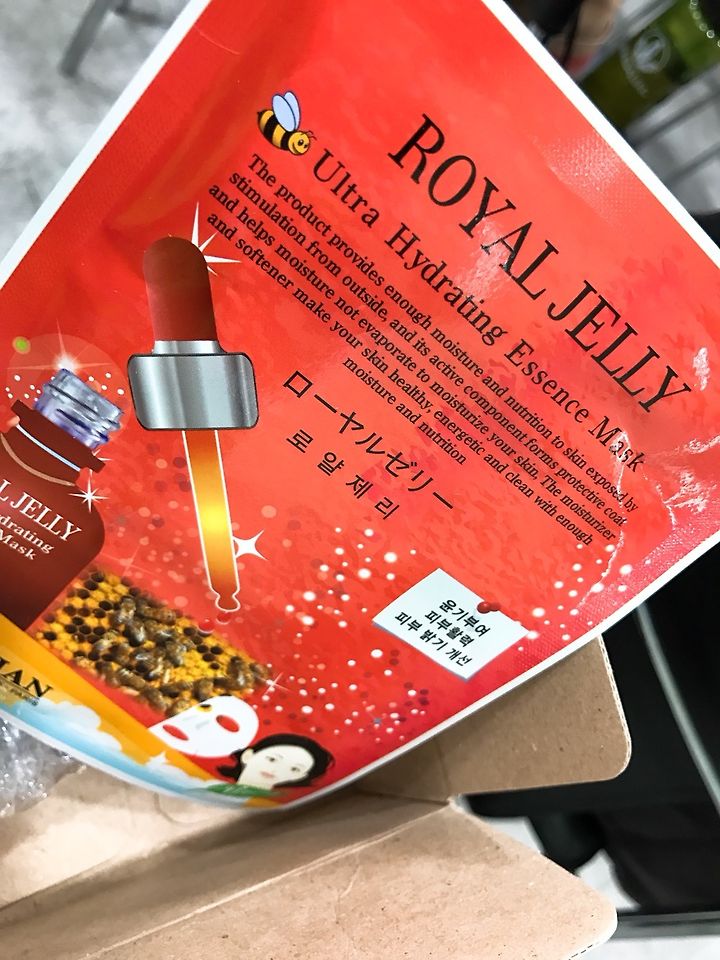 ROYAL JELLY
Ultra Hydrating Essence Mask
The product provides enough moisture and nutrition to skin exposed by
stimulation from outside, and its active component forms protective coat
and helps moisture not evaporate to moisturize your skin. The moisturizer
and softener make your skin healthy, energetic and clean with enough
moisture and nutrition
ローヤルゼリー
로얄제리
윤기부여
피부활력
피부 밝기 개선
L JELLY
drating
Mask
IAN